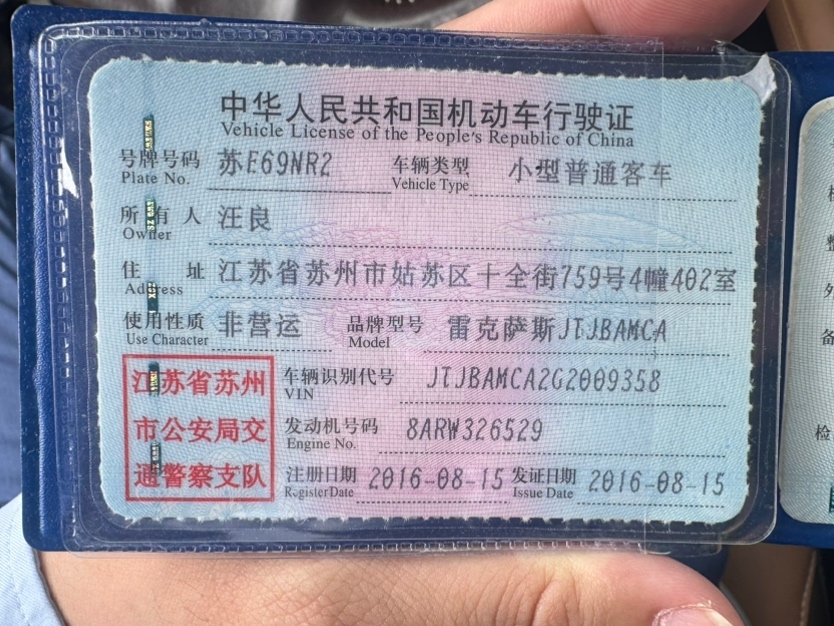 中华人民共和国机动车行驶证
Vehicle License of the People's Republic of China
号牌号码 苏E69NR2 车辆类型 小型普通客车
Plate No. Vehicle Type
所有人 汪良
Owner
住址 江苏省苏州市姑苏区十全街759号4幢402室
Address
使用性质 非营运 品牌型号 雷克萨斯JTJBAMCA
Use Character Model
江苏省苏州
市公安局交
通警察支队
车辆识别代号 JTJBAMCA2G2009358
VIN
发动机号码 8ARW326529
Engine No.
注册日期 2016-08-15 发证日期 2016-08-15
Register Date Issue Date